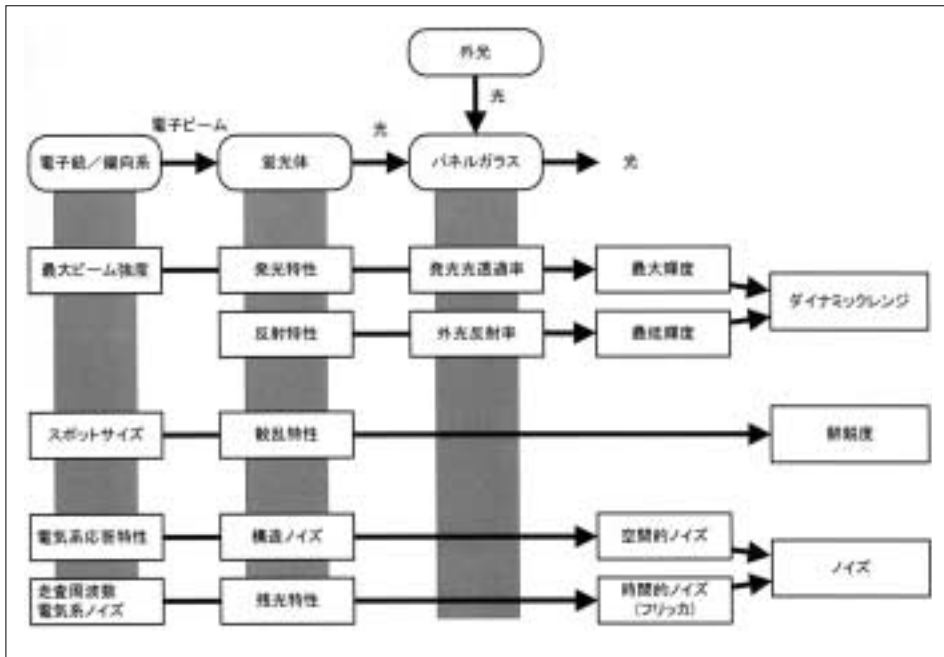 外光
光
電子ビーム
光
電子銃／偏向系
蛍光体
パネルガラス
光
最大ビーム強度
発光特性
発光光透過率
最大輝度
ダイナミックレンジ
反射特性
外光反射率
最低輝度
スポットサイズ
散乱特性
鮮鋭度
電気系応答特性
構造ノイズ
空間的ノイズ
ノイズ
走査周波数
電気系ノイズ
残光特性
時間的ノイズ
(フリッカ)